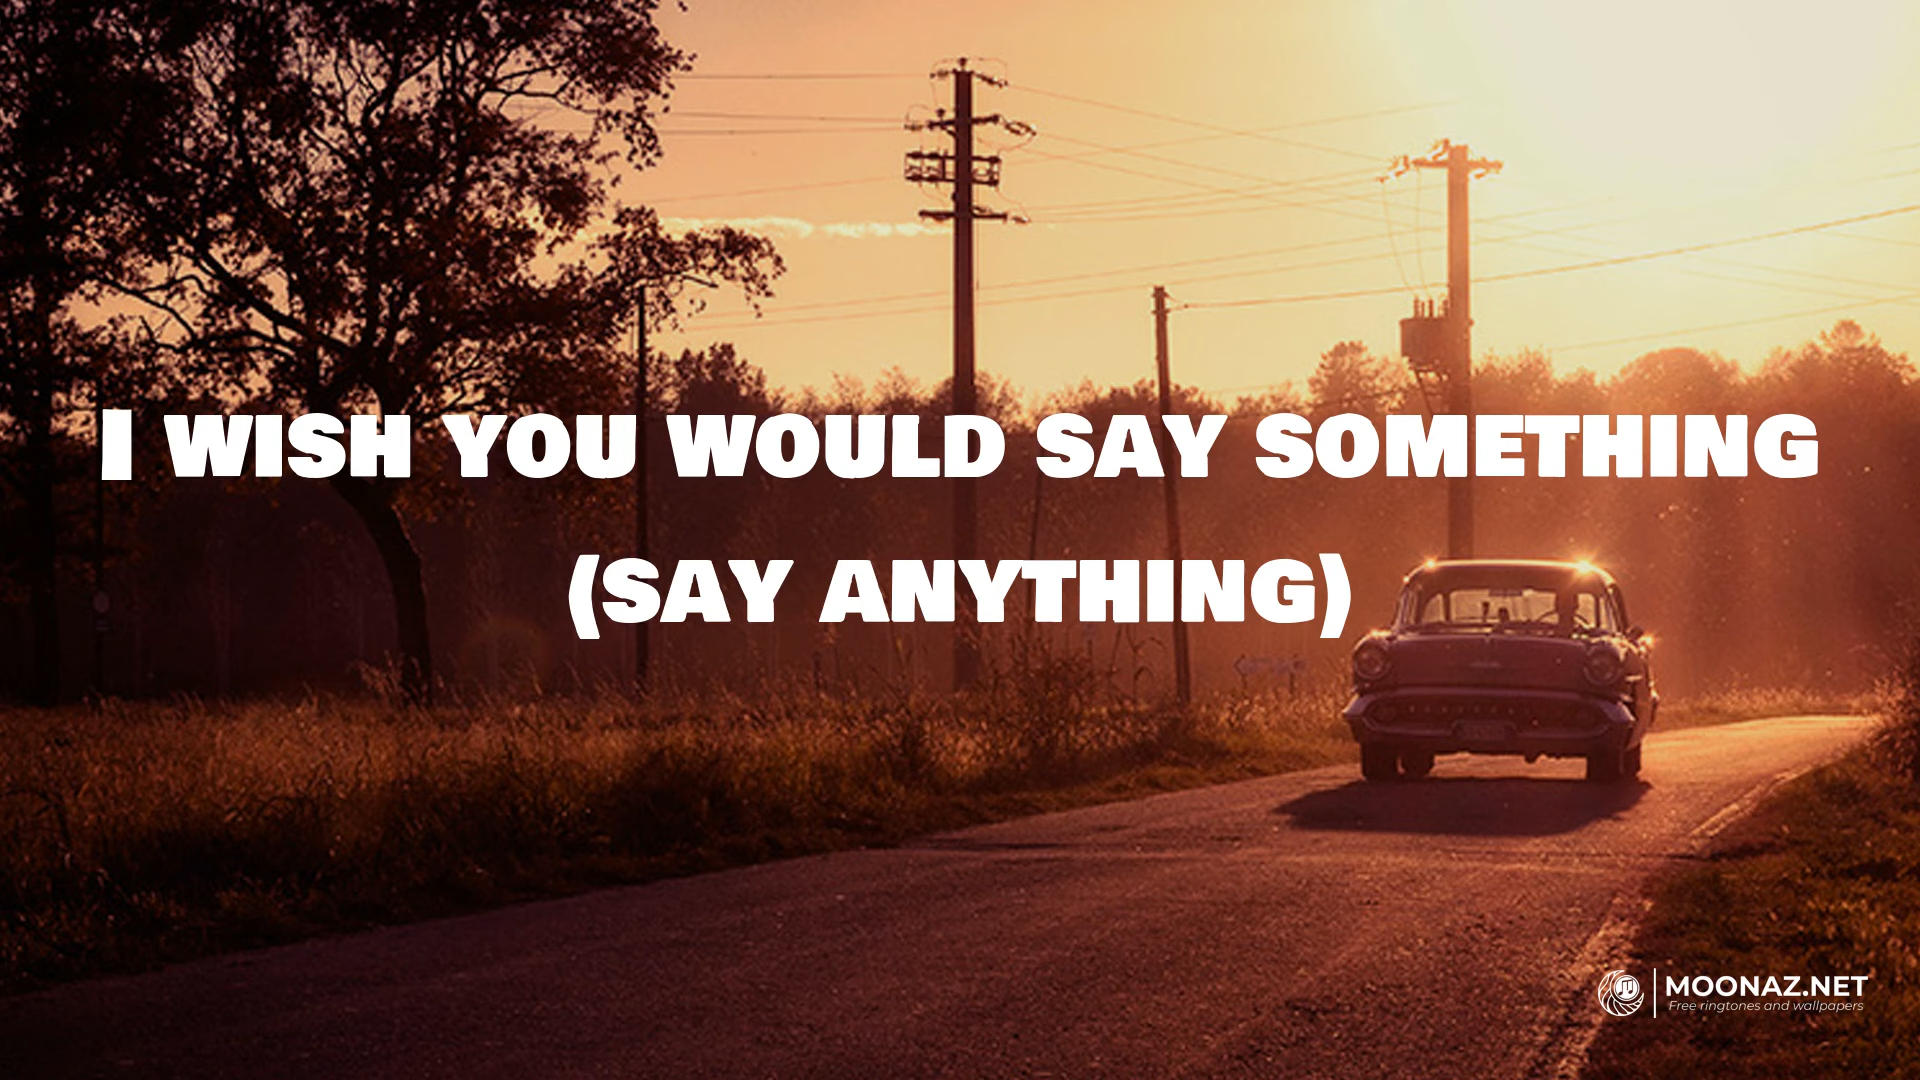 I WISH YOU WOULD SAY SOMETHING
(SAY ANYTHING)
MOONAZ.NET
Free ringtones and wallpapers